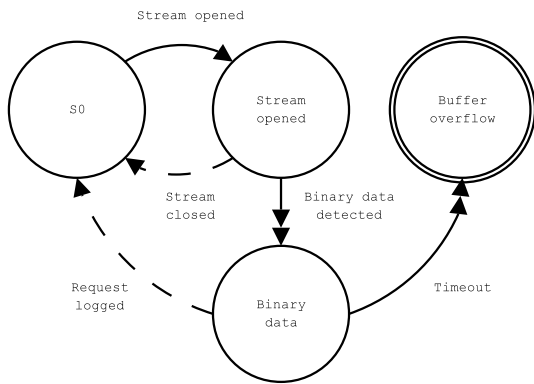 Stream opened
S0
Stream
opened
Buffer
overflow
Stream
closed
Binary data
detected
Request
logged
Binary
data
Timeout